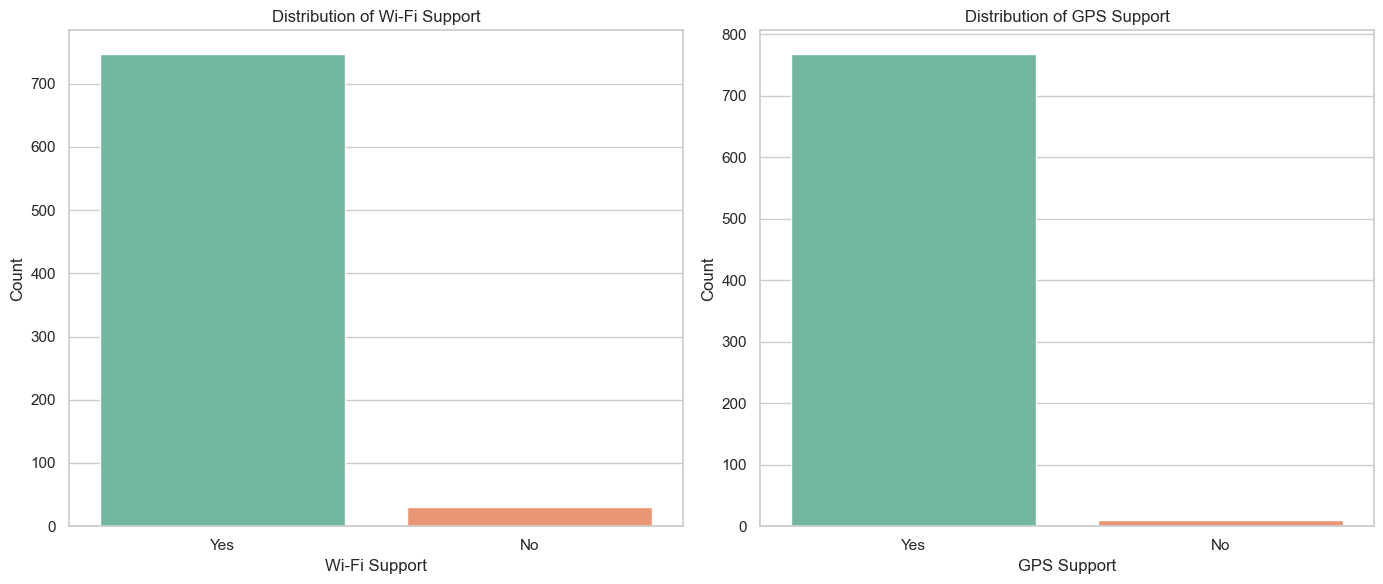 Distribution of Wi-Fi Support
700
600
500
400
300
200
100
0
Count
Yes
No
Wi-Fi Support
Distribution of GPS Support
800
700
600
500
400
300
200
100
0
Count
Yes
No
GPS Support